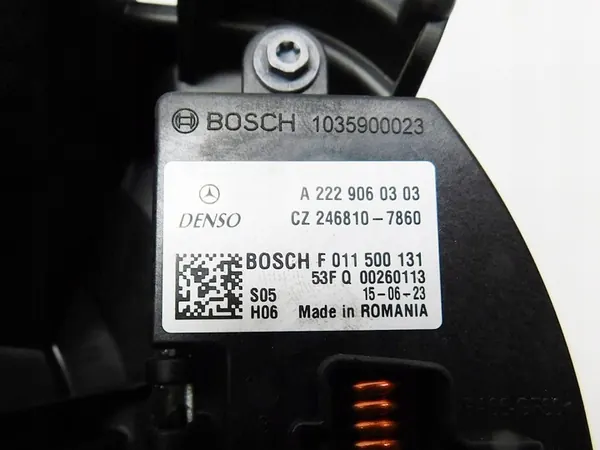 BOSCH 1035900023
A 222 906 03 03
DENSO CZ 246810-7860
BOSCH F 011 500 131
53F Q 00260113
S05 15-06-23
H06 Made in ROMANIA